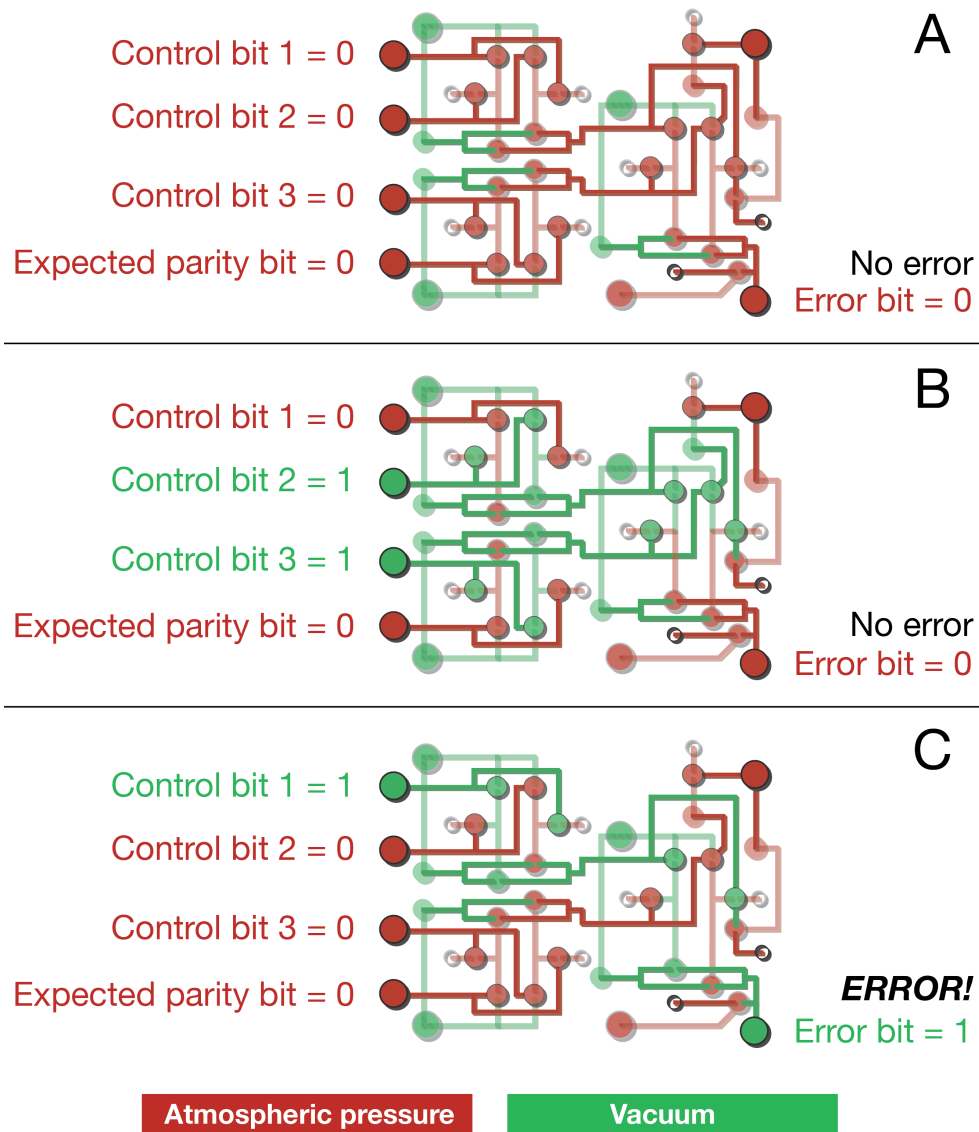 A
Control bit 1 = 0
Control bit 2 = 0
Control bit 3 = 0
Expected parity bit = 0
No error
Error bit = 0
B
Control bit 1 = 0
Control bit 2 = 1
Control bit 3 = 1
Expected parity bit = 0
No error
Error bit = 0
C
Control bit 1 = 1
Control bit 2 = 0
Control bit 3 = 0
Expected parity bit = 0
ERROR!
Error bit = 1
Atmospheric pressure
Vacuum